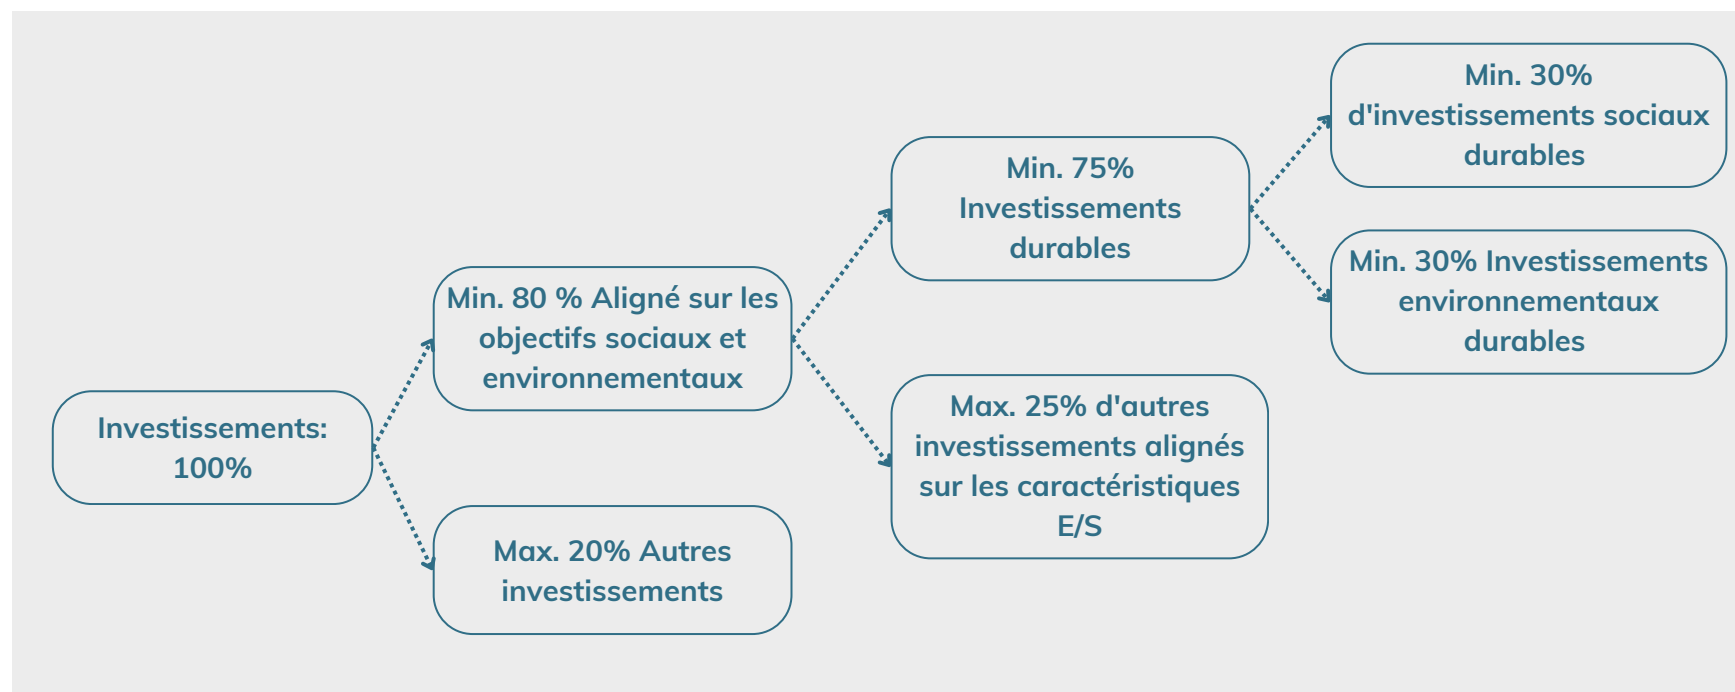 Investissements:
100%
Min. 80 % Aligné sur les
objectifs sociaux et
environnementaux
Max. 20% Autres
investissements
Min. 75%
Investissements
durables
Max. 25% d'autres
investissements alignés
sur les caractéristiques
E/S
Min. 30%
d'investissements sociaux
durables
Min. 30% Investissements
environnementaux
durables